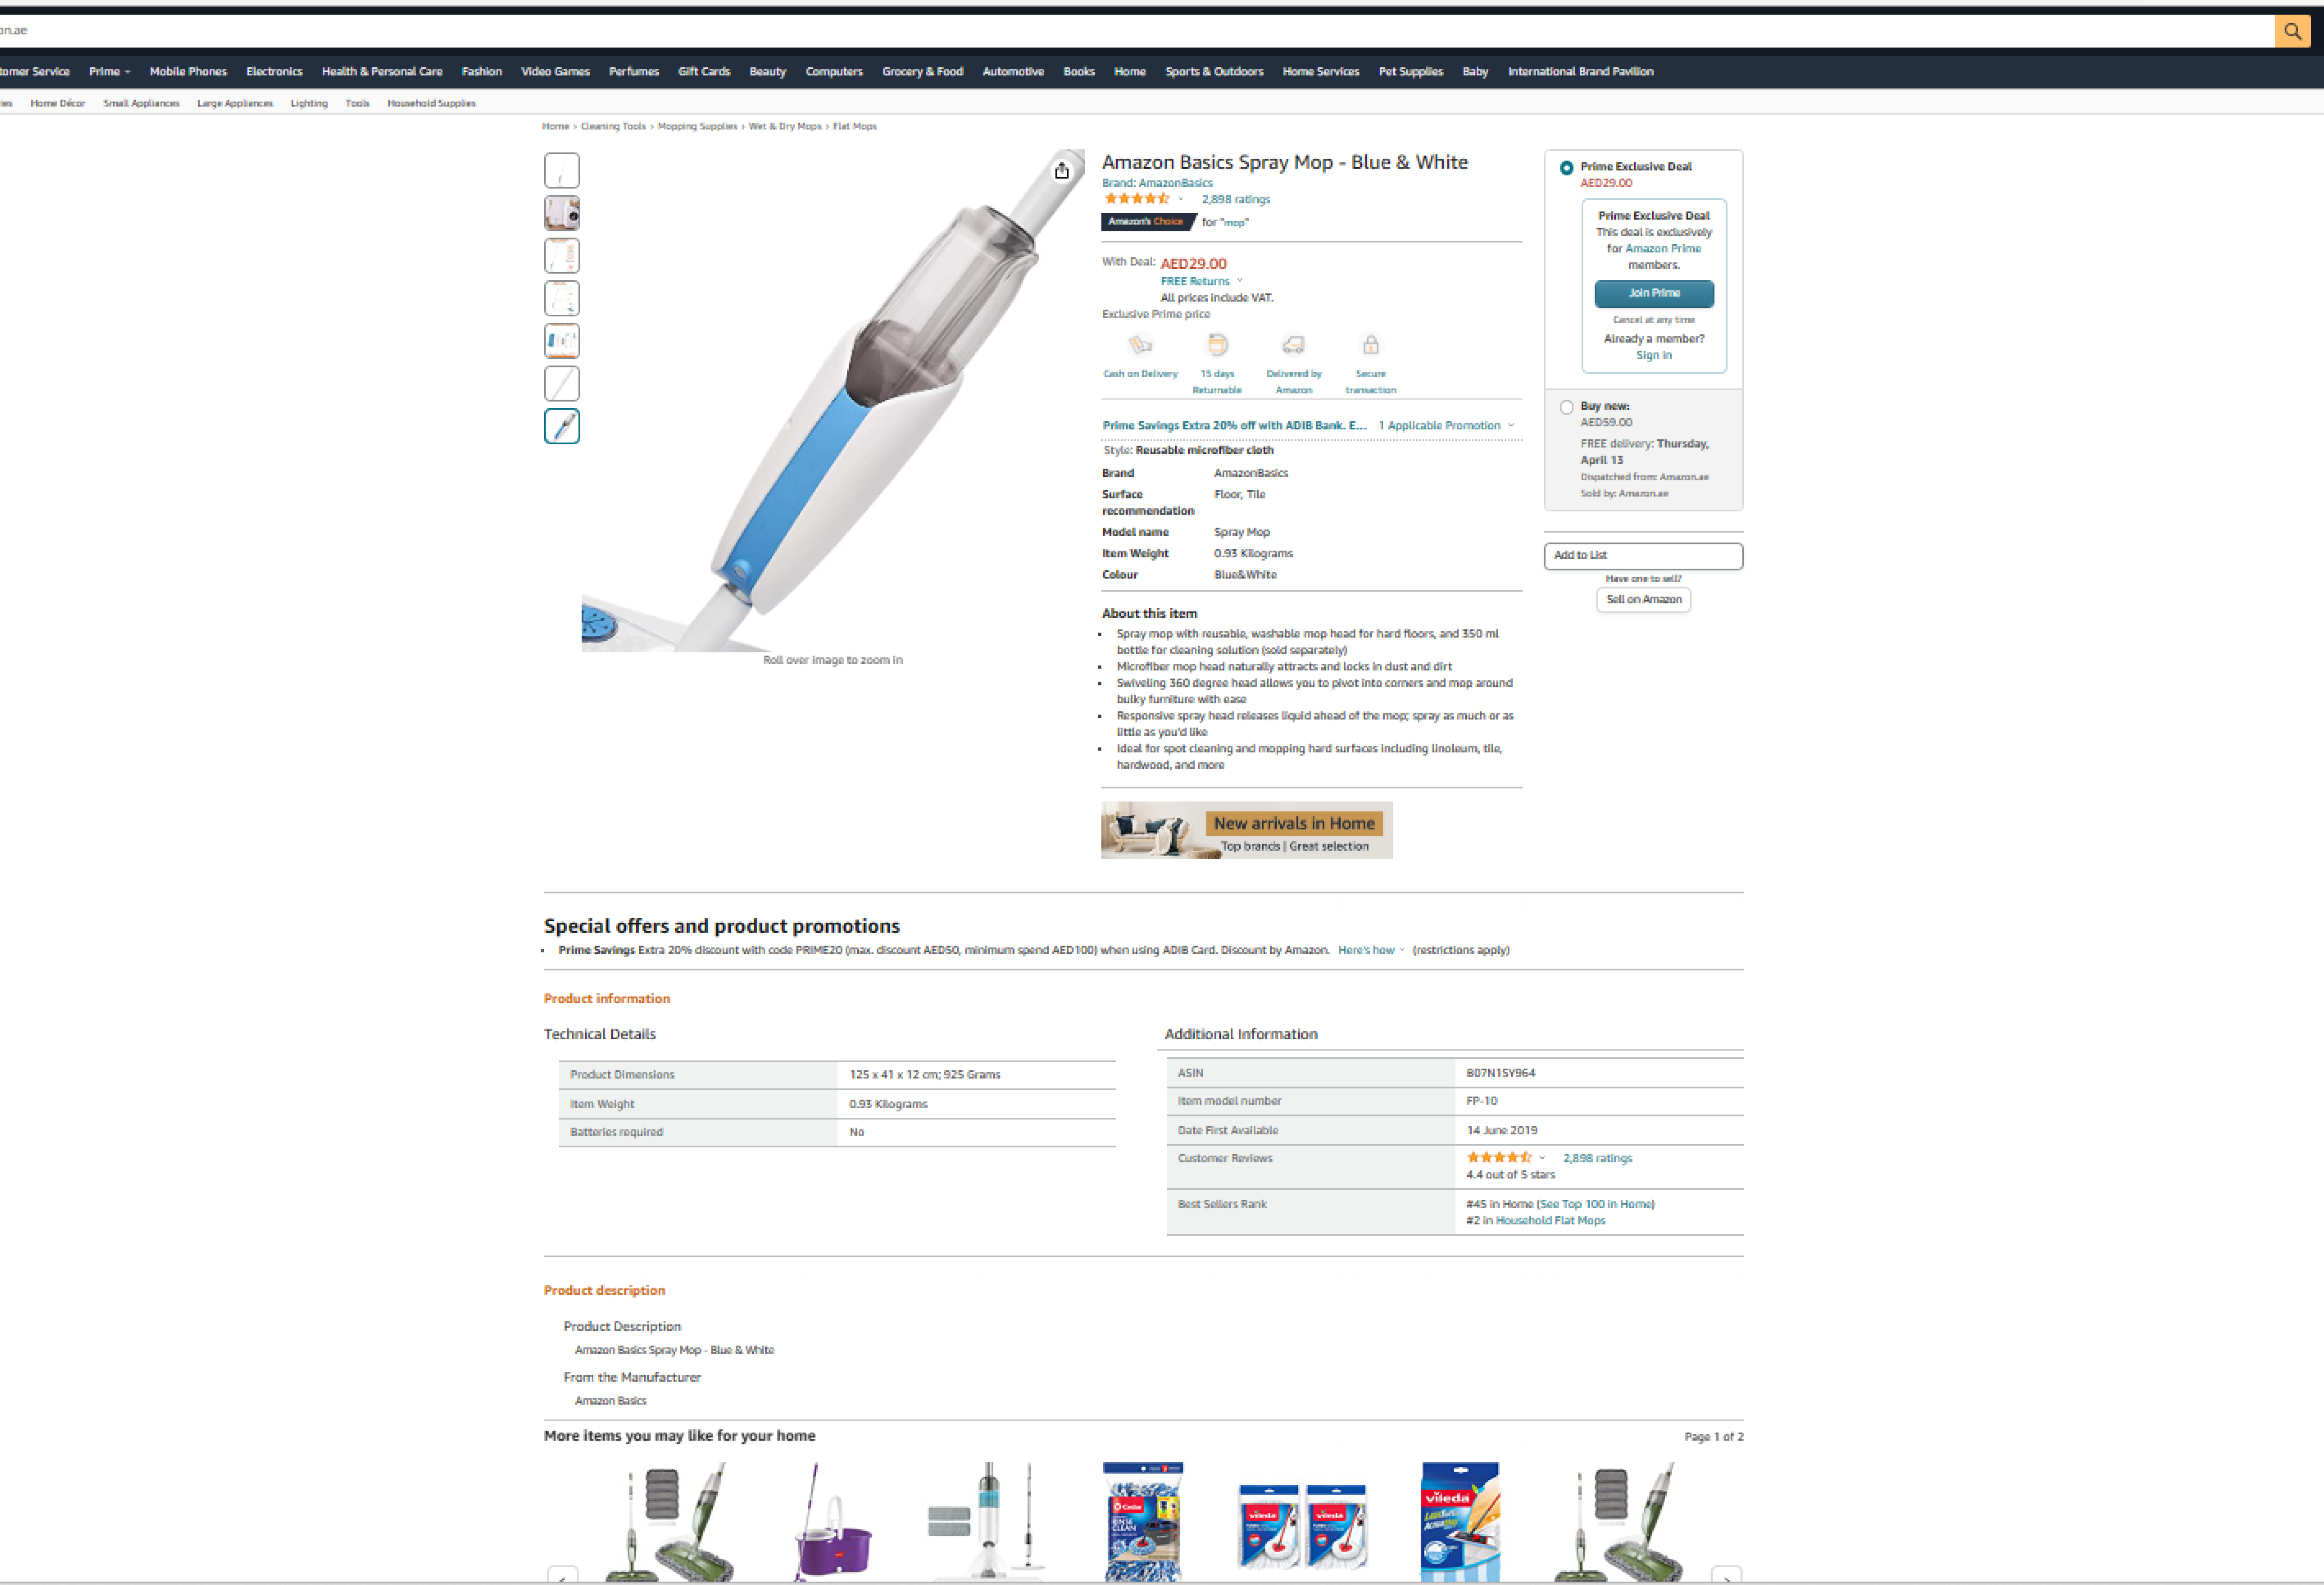 on.ae
tomer Service Prime Mobile Phones Electronics Health & Personal Care Fashion Video Games Perfumes Gift Cards Beauty Computers Grocery & Food Automotive Books Home Sports & Outdoors Home Services Pet Supplies Baby International Brand Pavilion
ies Home Décor Small Appliances Large Appliances Lighting Tools Household Supplies
Home › Cleaning Tools › Mopping Supplies › Wet & Dry Mops › Flat Mops
Roll over image to zoom in
Amazon Basics Spray Mop - Blue & White
Brand: AmazonBasics
2,898 ratings
Amazon's Choice for "mop"
With Deal: AED29.00
FREE Returns
All prices include VAT.
Exclusive Prime price
Cash on Delivery
15 days
Returnable
Delivered by
Amazon
Secure
transaction
Prime Savings Extra 20% off with ADIB Bank. E... 1 Applicable Promotion
Style: Reusable microfiber cloth
Brand AmazonBasics
Surface Floor, Tile
recommendation
Model name Spray Mop
Item Weight 0.93 Kilograms
Colour Blue&White
About this item
• Spray mop with reusable, washable mop head for hard floors, and 350 ml
bottle for cleaning solution (sold separately)
• Microfiber mop head naturally attracts and locks in dust and dirt
• Swiveling 360 degree head allows you to pivot into corners and mop around
bulky furniture with ease
• Responsive spray head releases liquid ahead of the mop; spray as much or as
little as you'd like
• Ideal for spot cleaning and mopping hard surfaces including linoleum, tile,
hardwood, and more
New arrivals in Home
Top brands | Great selection
Prime Exclusive Deal
AED29.00
Prime Exclusive Deal
This deal is exclusively
for Amazon Prime
members.
Join Prime
Cancel at any time
Already a member?
Sign in
Buy new:
AED59.00
FREE delivery: Thursday,
April 13
Dispatched from: Amazon.ae
Sold by: Amazon.ae
Add to List
Have one to sell?
Sell on Amazon
Special offers and product promotions
• Prime Savings Extra 20% discount with code PRIME20 (max. discount AED50, minimum spend AED100) when using ADIB Card. Discount by Amazon. Here's how (restrictions apply)
Product information
Technical Details
Product Dimensions 125 x 41 x 12 cm; 925 Grams
Item Weight 0.93 Kilograms
Batteries required No
Additional Information
ASIN B07N1SY964
Item model number FP-10
Date First Available 14 June 2019
Customer Reviews 2,898 ratings
4.4 out of 5 stars
Best Sellers Rank #45 in Home (See Top 100 in Home)
#2 in Household Flat Mops
Product description
Product Description
Amazon Basics Spray Mop - Blue & White
From the Manufacturer
Amazon Basics
More items you may like for your home Page 1 of 2
RINSE
CLEAN
vileda
vileda
vileda